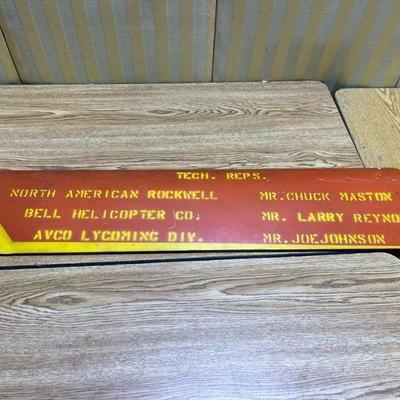 TECH. REPS.
NORTH AMERICAN ROCKWELL MR. CHUCK MASTON
BELL HELICOPTER CO. MR. LARRY REYNO
AVCO LYCOMING DIV. MR. JOE JOHNSON